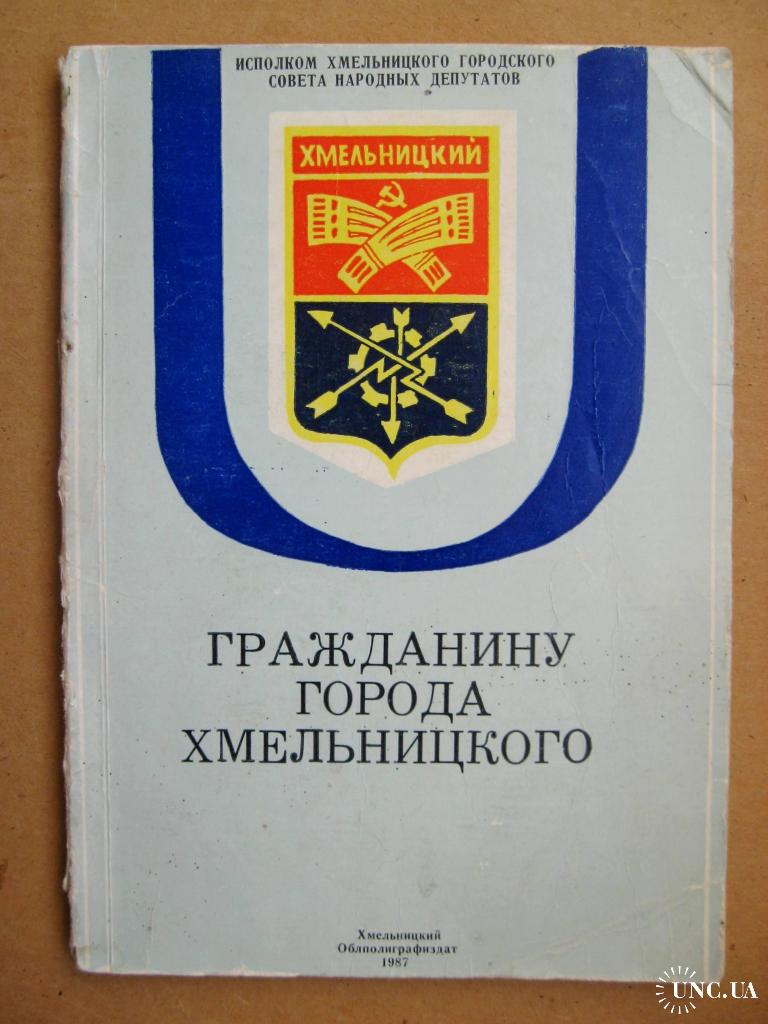 ИСПОЛКОМ ХМЕЛЬНИЦКОГО ГОРОДСКОГО
СОВЕТА НАРОДНЫХ ДЕПУТАТОВ
ХМЕЛЬНИЦКИЙ
ГРАЖДАНИНУ
ГОРОДА
ХМЕЛЬНИЦКОГО
Хмельницкий
Облполиграфиздат
1987
UNC.UA